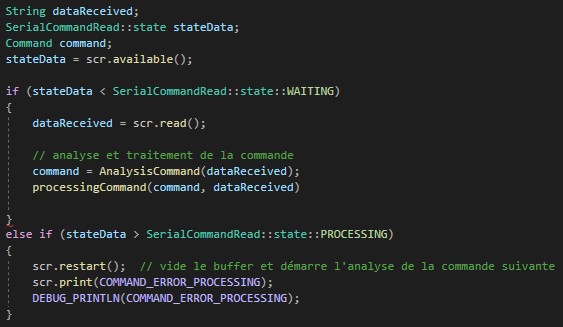 String dataReceived;
SerialCommandRead::state stateData;
Command command;
stateData = scr.available();

if (stateData < SerialCommandRead::state::WAITING)
{
    dataReceived = scr.read();

    // analyse et traitement de la commande
    command = AnalysisCommand(dataReceived);
    processingCommand(command, dataReceived)

}
else if (stateData > SerialCommandRead::state::PROCESSING)
{
    scr.restart();  // vide le buffer et démarre l'analyse de la commande suivante
    scr.print(COMMAND_ERROR_PROCESSING);
    DEBUG_PRINTLN(COMMAND_ERROR_PROCESSING);
}